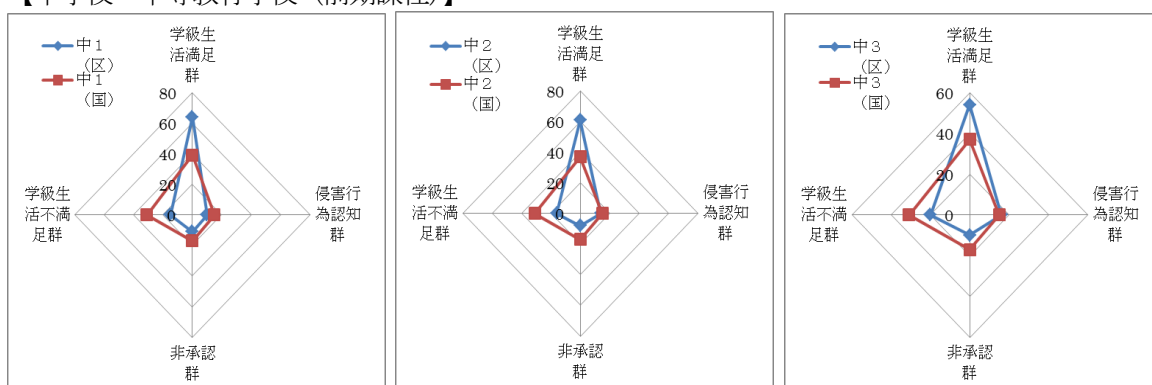 中１
（区）
中１
（国）
学級生
活満足
群
80
60
40
20
0
学級生
活不満
足群
侵害行
為認知
群
非承認
群
中２
（区）
中２
（国）
学級生
活満足
群
80
60
40
20
0
学級生
活不満
足群
侵害行
為認知
群
非承認
群
中３
（区）
中３
（国）
学級生
活満足
群
60
40
20
0
学級生
活不満
足群
侵害行
為認知
群
非承認
群